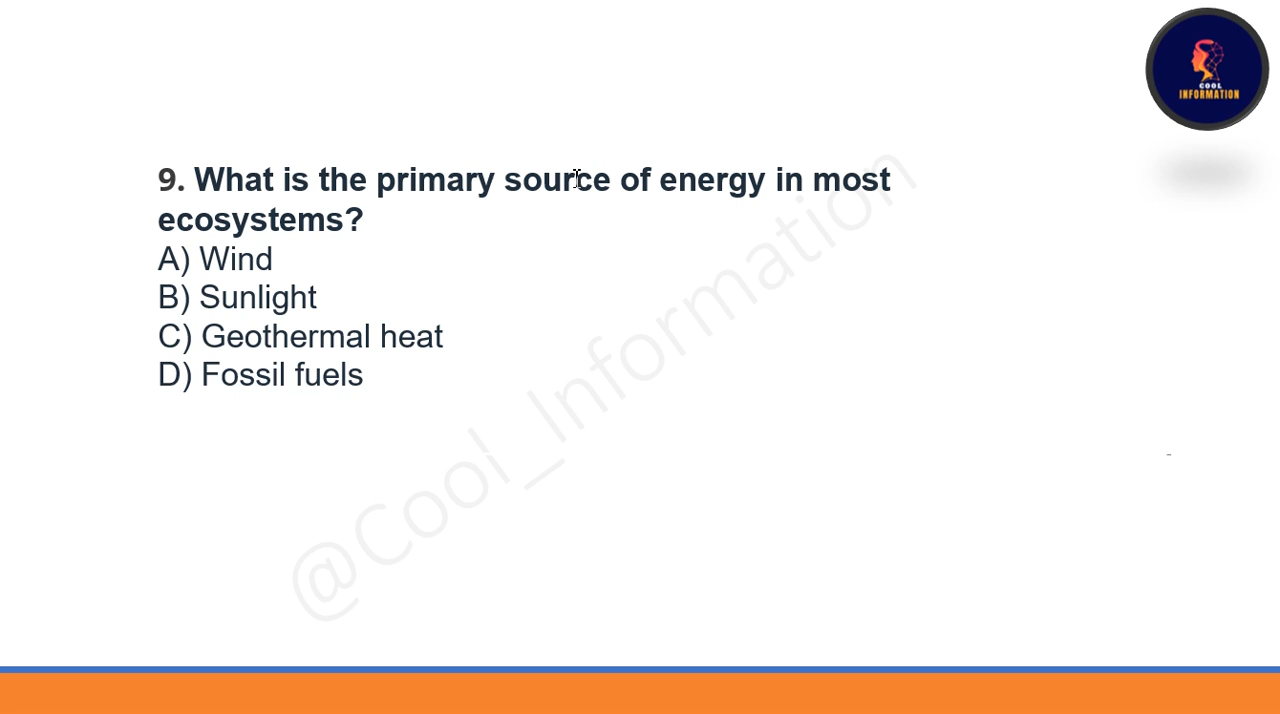 COOL
INFORMATION
9. What is the primary source of energy in most
ecosystems?
A) Wind
B) Sunlight
C) Geothermal heat
D) Fossil fuels
@Cool_Information